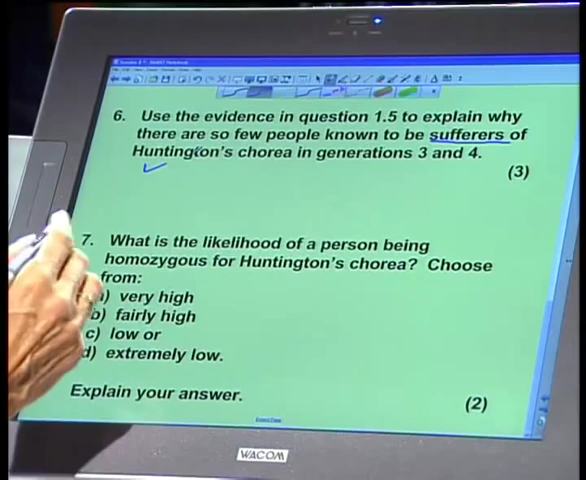 6. Use the evidence in question 1.5 to explain why
there are so few people known to be sufferers of
Huntington's chorea in generations 3 and 4.
(3)
7. What is the likelihood of a person being
homozygous for Huntington's chorea? Choose
from:
a) very high
b) fairly high
c) low or
d) extremely low.
Explain your answer.
(2)
WACOM